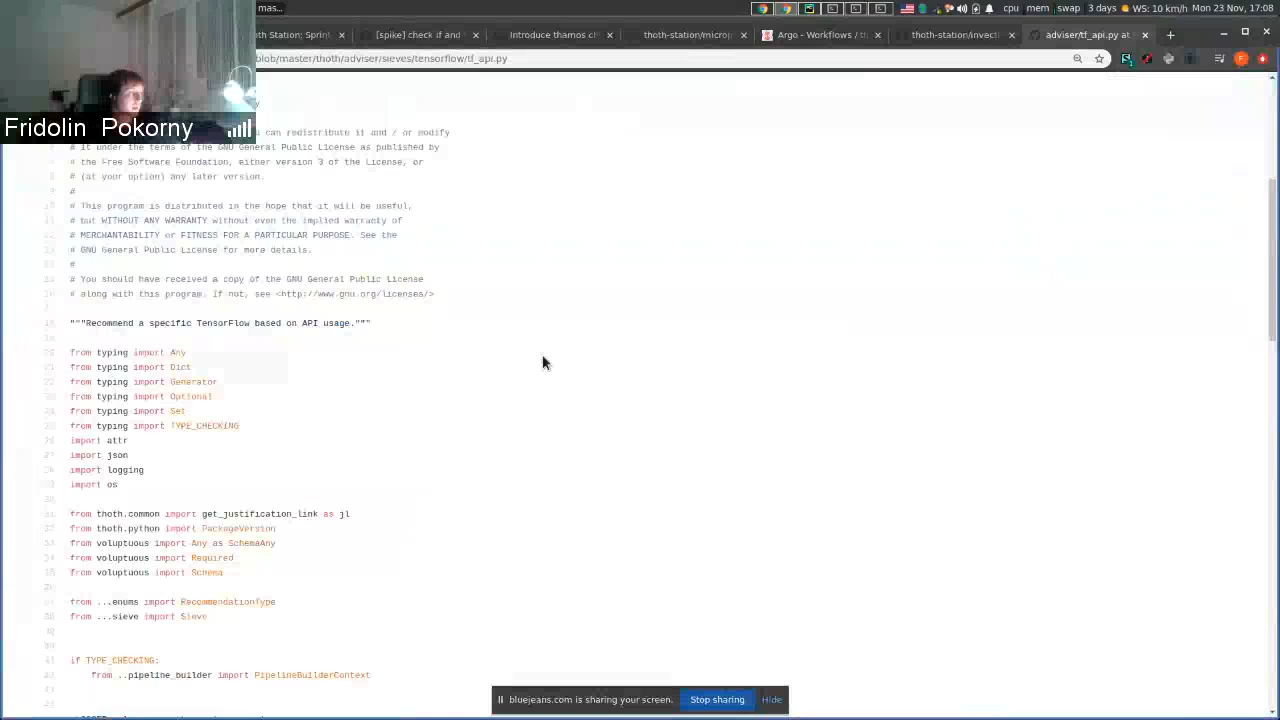 mas...
cpu mem swap 3 days WS: 10 km/h Mon 23 Nov, 17:08
th Station: Sprint
[spike] check if and
Introduce thamos c
thoth-station/microp
Argo - Workflows / th
thoth-station/invecti
adviser/tf_api.py at
blob/master/thoth/adviser/sieves/tensorflow/tf_api.py
Fridolin Pokorny
can redistribute it and / or modify
# It under the terms of the GNU General Public License as published by
# the Free Software Foundation, either version 3 of the License, or
# (at your option) any later version.
#
# This program is distributed in the hope that it will be useful,
# but WITHOUT ANY WARRANTY without even the implied warranty of
# MERCHANTABILITY or FITNESS FOR A PARTICULAR PURPOSE. See the
# GNU General Public License for more details.
#
# You should have received a copy of the GNU General Public License
# along with this program. If not, see <http://www.gnu.org/licenses/>
"""Recommend a specific TensorFlow based on API usage."""
from typing import Any
from typing import Dict
from typing import Generator
from typing import Optional
from typing import Set
from typing import TYPE_CHECKING
import attr
import json
import logging
import os
from thoth.common import get_justification_link as jl
from thoth.python import PackageVersion
from voluptuous import Any as SchemaAny
from voluptuous import Required
from voluptuous import Schema
from ...enums import RecommendationType
from ...sieve import Sieve
if TYPE_CHECKING:
from ..pipeline_builder import PipelineBuilderContext
bluejeans.com is sharing your screen. Stop sharing Hide